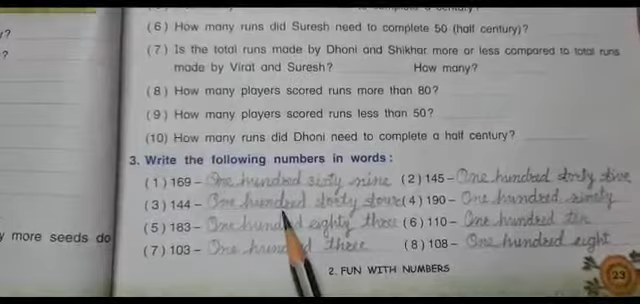 ?
?
y more seeds do
(6) How many runs did Suresh need to complete 50 (half century)?
(7) Is the total runs made by Dhoni and Shikhar more or less compared to total runs
made by Virat and Suresh? How many?
(8) How many players scored runs more than 80?
(9) How many players scored runs less than 50?
(10) How many runs did Dhoni need to complete a half century?
3. Write the following numbers in words:
(1) 169 – One hundred sixty nine (2) 145 – One hundred forty five
(3) 144 – One hundred forty four (4) 190 – One hundred ninety
(5) 183 – One hundred eighty three (6) 110 – One hundred ten
(7) 103 – One hundred three (8) 108 – One hundred eight
2. FUN WITH NUMBERS
23